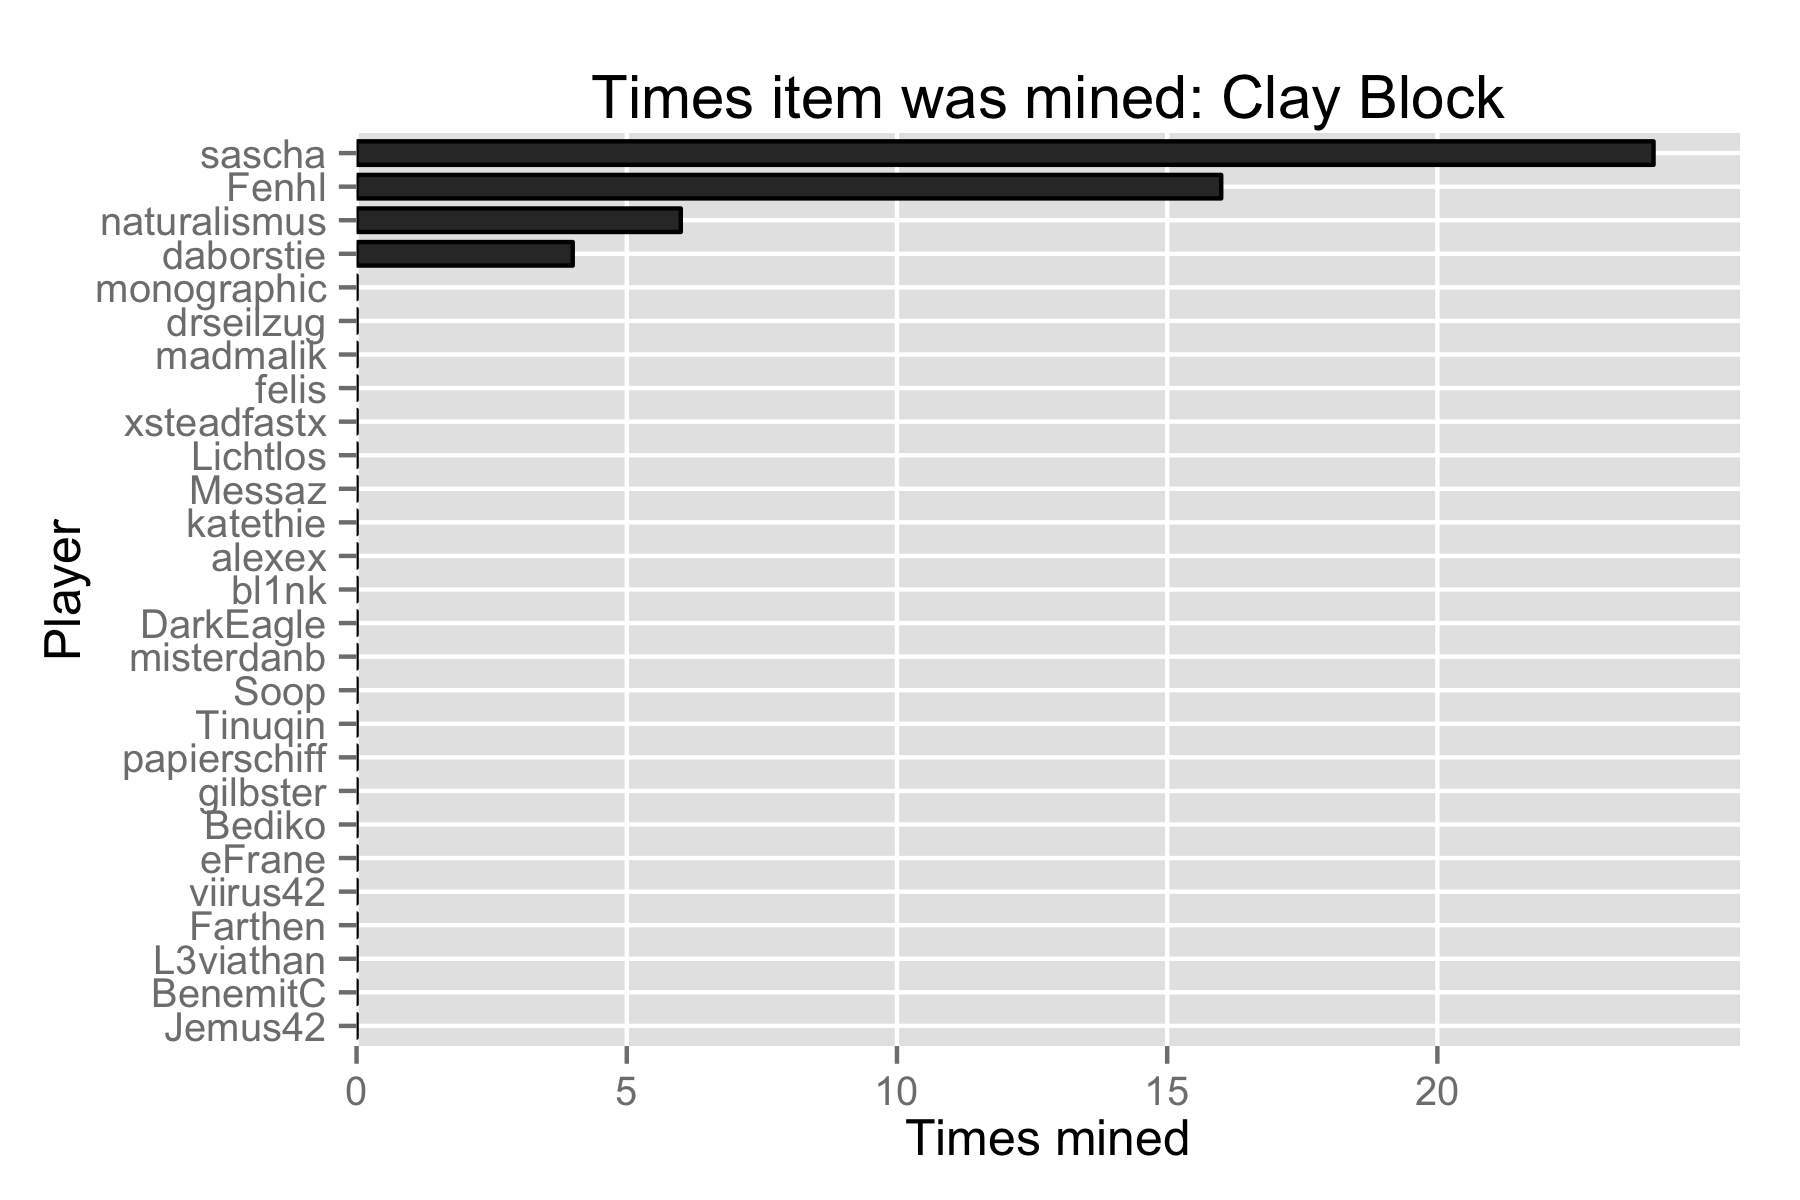 Times item was mined: Clay Block
sascha
Fenhl
naturalismus
daborstie
monographic
drseilzug
madmalik
felis
xsteadfastx
Lichtlos
Messaz
katethie
alexex
bl1nk
DarkEagle
misterdanb
Soop
Tinuqin
papierschiff
gilbster
Bediko
eFrane
viirus42
Farthen
L3viathan
BenemitC
Jemus42
Player
0 5 10 15 20
Times mined